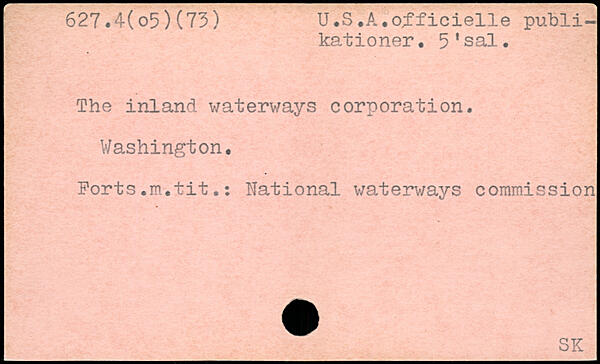 627.4(o5)(73)
U.S.A.officielle publi-
kationer. 5'sal.
The inland waterways corporation.
Washington.
Forts.m.tit.: National waterways commission
SK